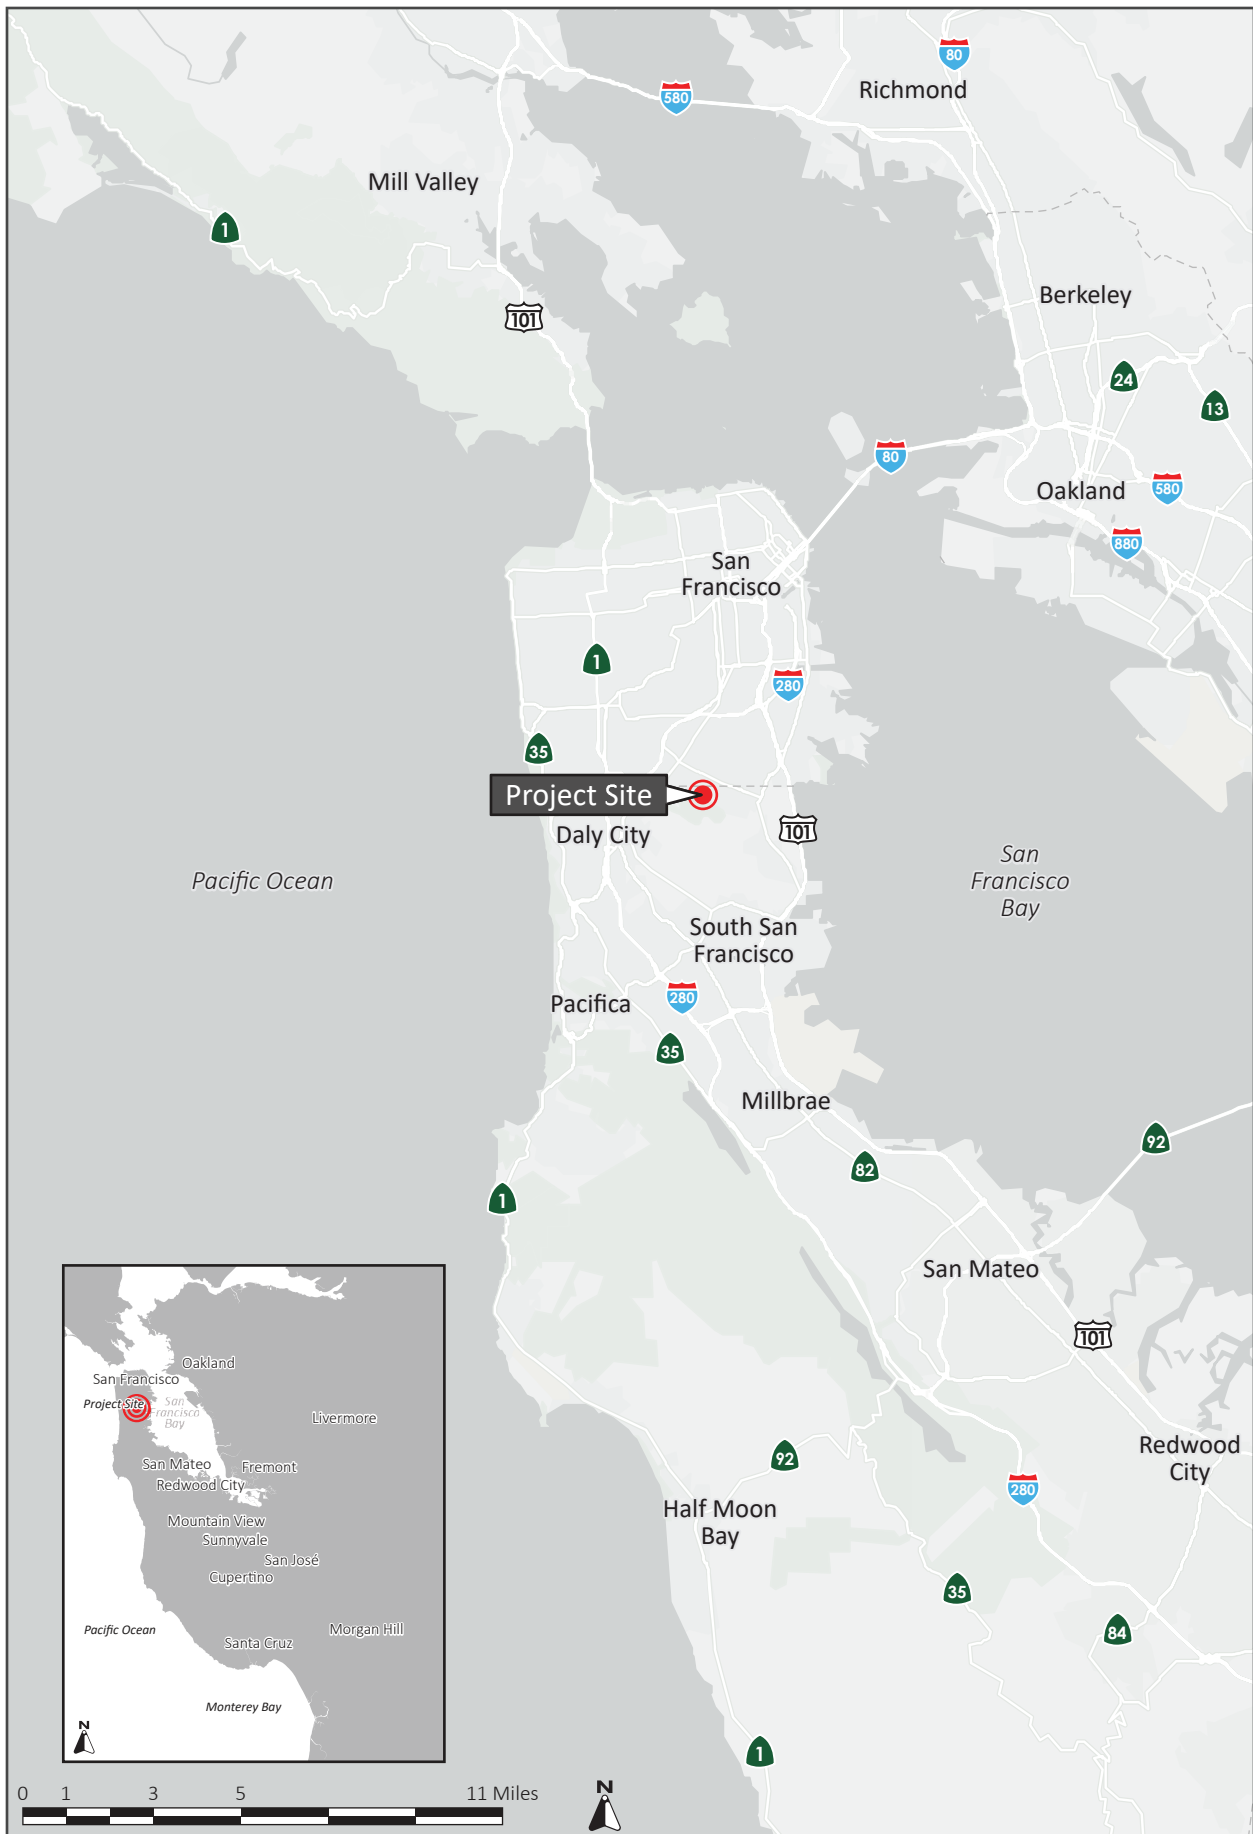 80
Richmond
580
Mill Valley
1
Berkeley
101
24
13
80
Oakland
580
880
San
Francisco
1
280
35
Project Site
101
Daly City
San
Francisco
Bay
Pacific Ocean
South San
Francisco
280
Pacifica
35
Millbrae
92
82
1
San Mateo
101
Redwood
City
92
280
Half Moon
Bay
35
84
1
Oakland
San Francisco
Project Site
San
Francisco
Bay
Livermore
San Mateo
Fremont
Redwood City
Mountain View
Sunnyvale
San José
Cupertino
Pacific Ocean
Morgan Hill
Santa Cruz
Monterey Bay
N
0 1 3 5 11 Miles
N